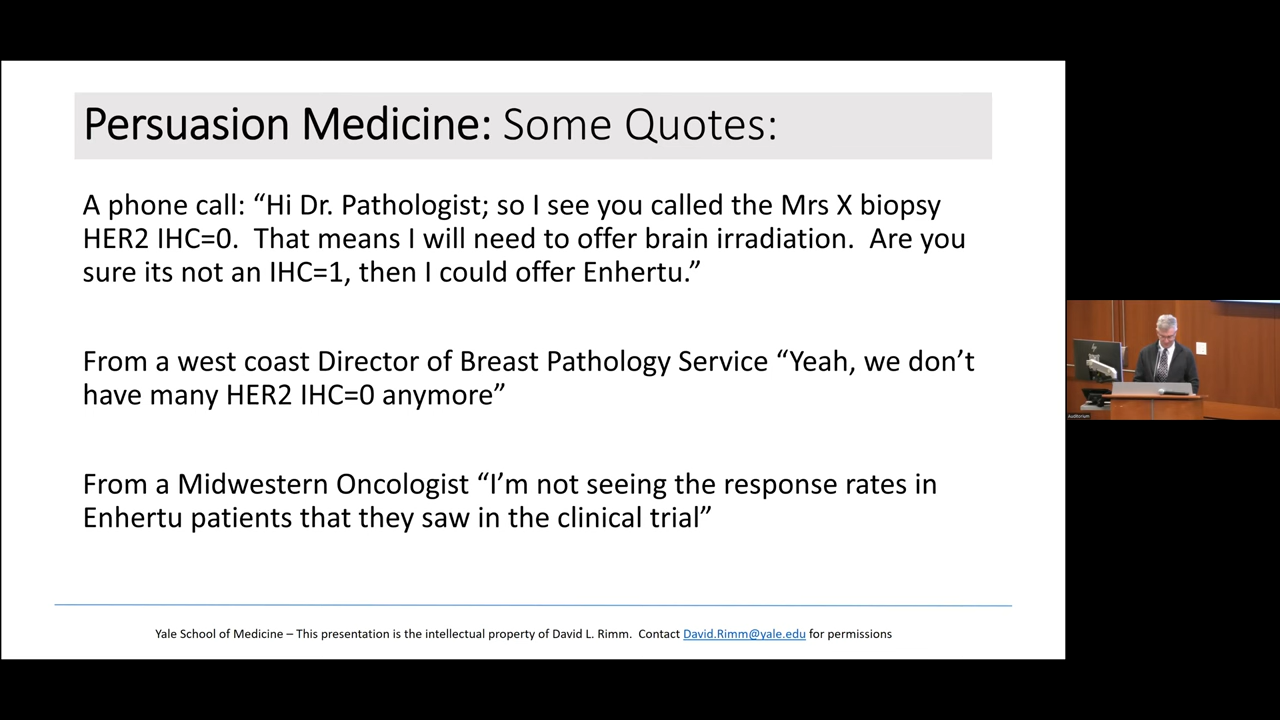 Persuasion Medicine: Some Quotes:
A phone call: “Hi Dr. Pathologist; so I see you called the Mrs X biopsy
HER2 IHC=0.  That means I will need to offer brain irradiation.  Are you
sure its not an IHC=1, then I could offer Enhertu.”
From a west coast Director of Breast Pathology Service “Yeah, we don’t
have many HER2 IHC=0 anymore”
From a Midwestern Oncologist “I’m not seeing the response rates in
Enhertu patients that they saw in the clinical trial”
Yale School of Medicine – This presentation is the intellectual property of David L. Rimm.  Contact David.Rimm@yale.edu for permissions
Auditorium